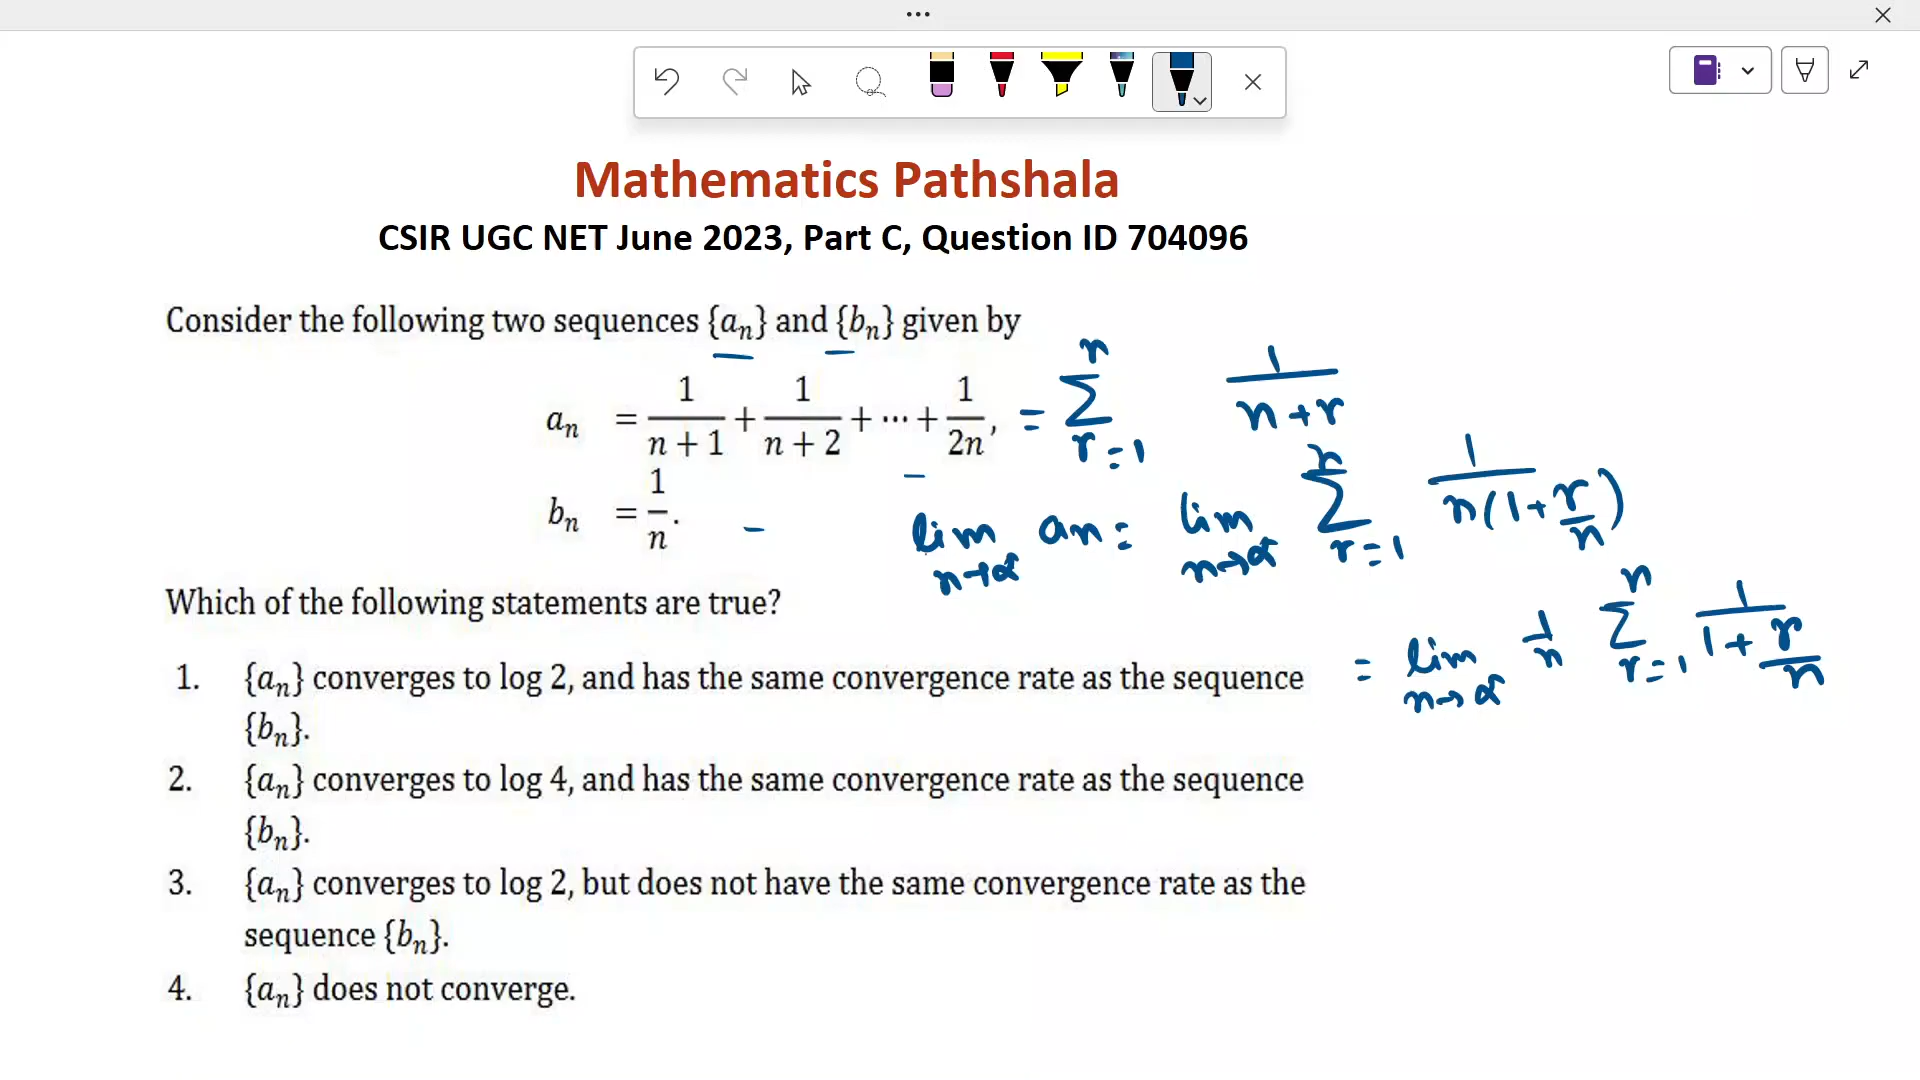 Mathematics Pathshala
CSIR UGC NET June 2023, Part C, Question ID 704096
Consider the following two sequences {aₙ} and {bₙ} given by
aₙ = 1/(n + 1) + 1/(n + 2) + ⋯ + 1/2n, = ∑_{r=1}^{n} 1/(n+r)
bₙ = 1/n.
lim_{n→∞} an = lim_{n→∞} ∑_{r=1}^{n} 1/(n(1+r/n))
= lim_{n→∞} 1/n ∑_{r=1}^{n} 1/(1+r/n)
Which of the following statements are true?
1. {aₙ} converges to log 2, and has the same convergence rate as the sequence
{bₙ}.
2. {aₙ} converges to log 4, and has the same convergence rate as the sequence
{bₙ}.
3. {aₙ} converges to log 2, but does not have the same convergence rate as the
sequence {bₙ}.
4. {aₙ} does not converge.